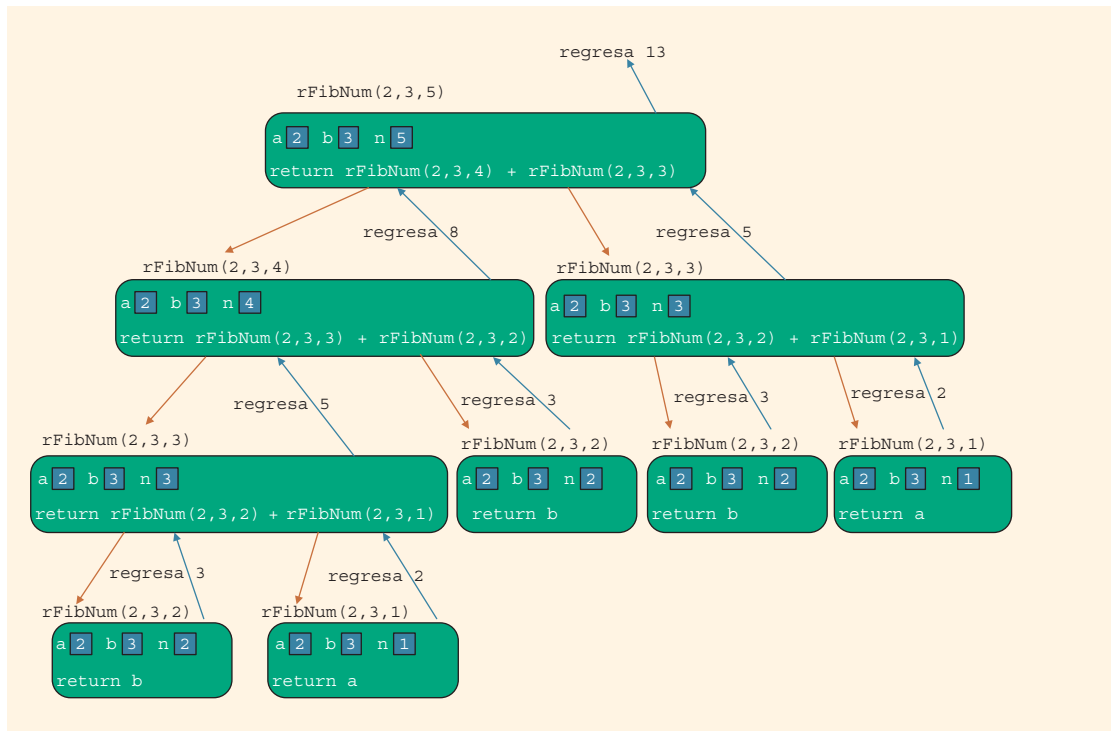 regresa 13
rFibNum(2,3,5)
a 2 b 3 n 5
return rFibNum(2,3,4) + rFibNum(2,3,3)
regresa 8
regresa 5
rFibNum(2,3,4)
rFibNum(2,3,3)
a 2 b 3 n 4
return rFibNum(2,3,3) + rFibNum(2,3,2)
a 2 b 3 n 3
return rFibNum(2,3,2) + rFibNum(2,3,1)
regresa 5
regresa 3
regresa 3
regresa 2
rFibNum(2,3,3)
rFibNum(2,3,2)
rFibNum(2,3,2)
rFibNum(2,3,1)
a 2 b 3 n 3
return rFibNum(2,3,2) + rFibNum(2,3,1)
a 2 b 3 n 2
return b
a 2 b 3 n 2
return b
a 2 b 3 n 1
return a
regresa 3
regresa 2
rFibNum(2,3,2)
rFibNum(2,3,1)
a 2 b 3 n 2
return b
a 2 b 3 n 1
return a